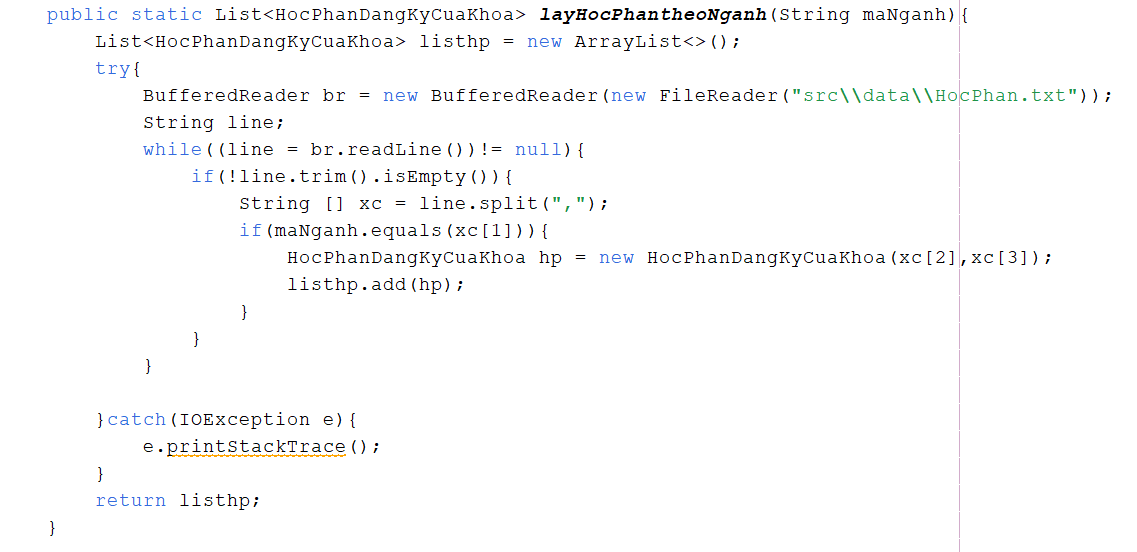 public static List<HocPhanDangKyCuaKhoa> layHocPhantheoNganh(String maNganh){
    List<HocPhanDangKyCuaKhoa> listhp = new ArrayList<>();
    try{
        BufferedReader br = new BufferedReader(new FileReader("src\\data\\HocPhan.txt"));
        String line;
        while((line = br.readLine())!= null){
            if(!line.trim().isEmpty()){
                String [] xc = line.split(",");
                if(maNganh.equals(xc[1])){
                    HocPhanDangKyCuaKhoa hp = new HocPhanDangKyCuaKhoa(xc[2],xc[3]);
                    listhp.add(hp);
                }
            }
        }

    }catch(IOException e){
        e.printStackTrace();
    }
    return listhp;
}